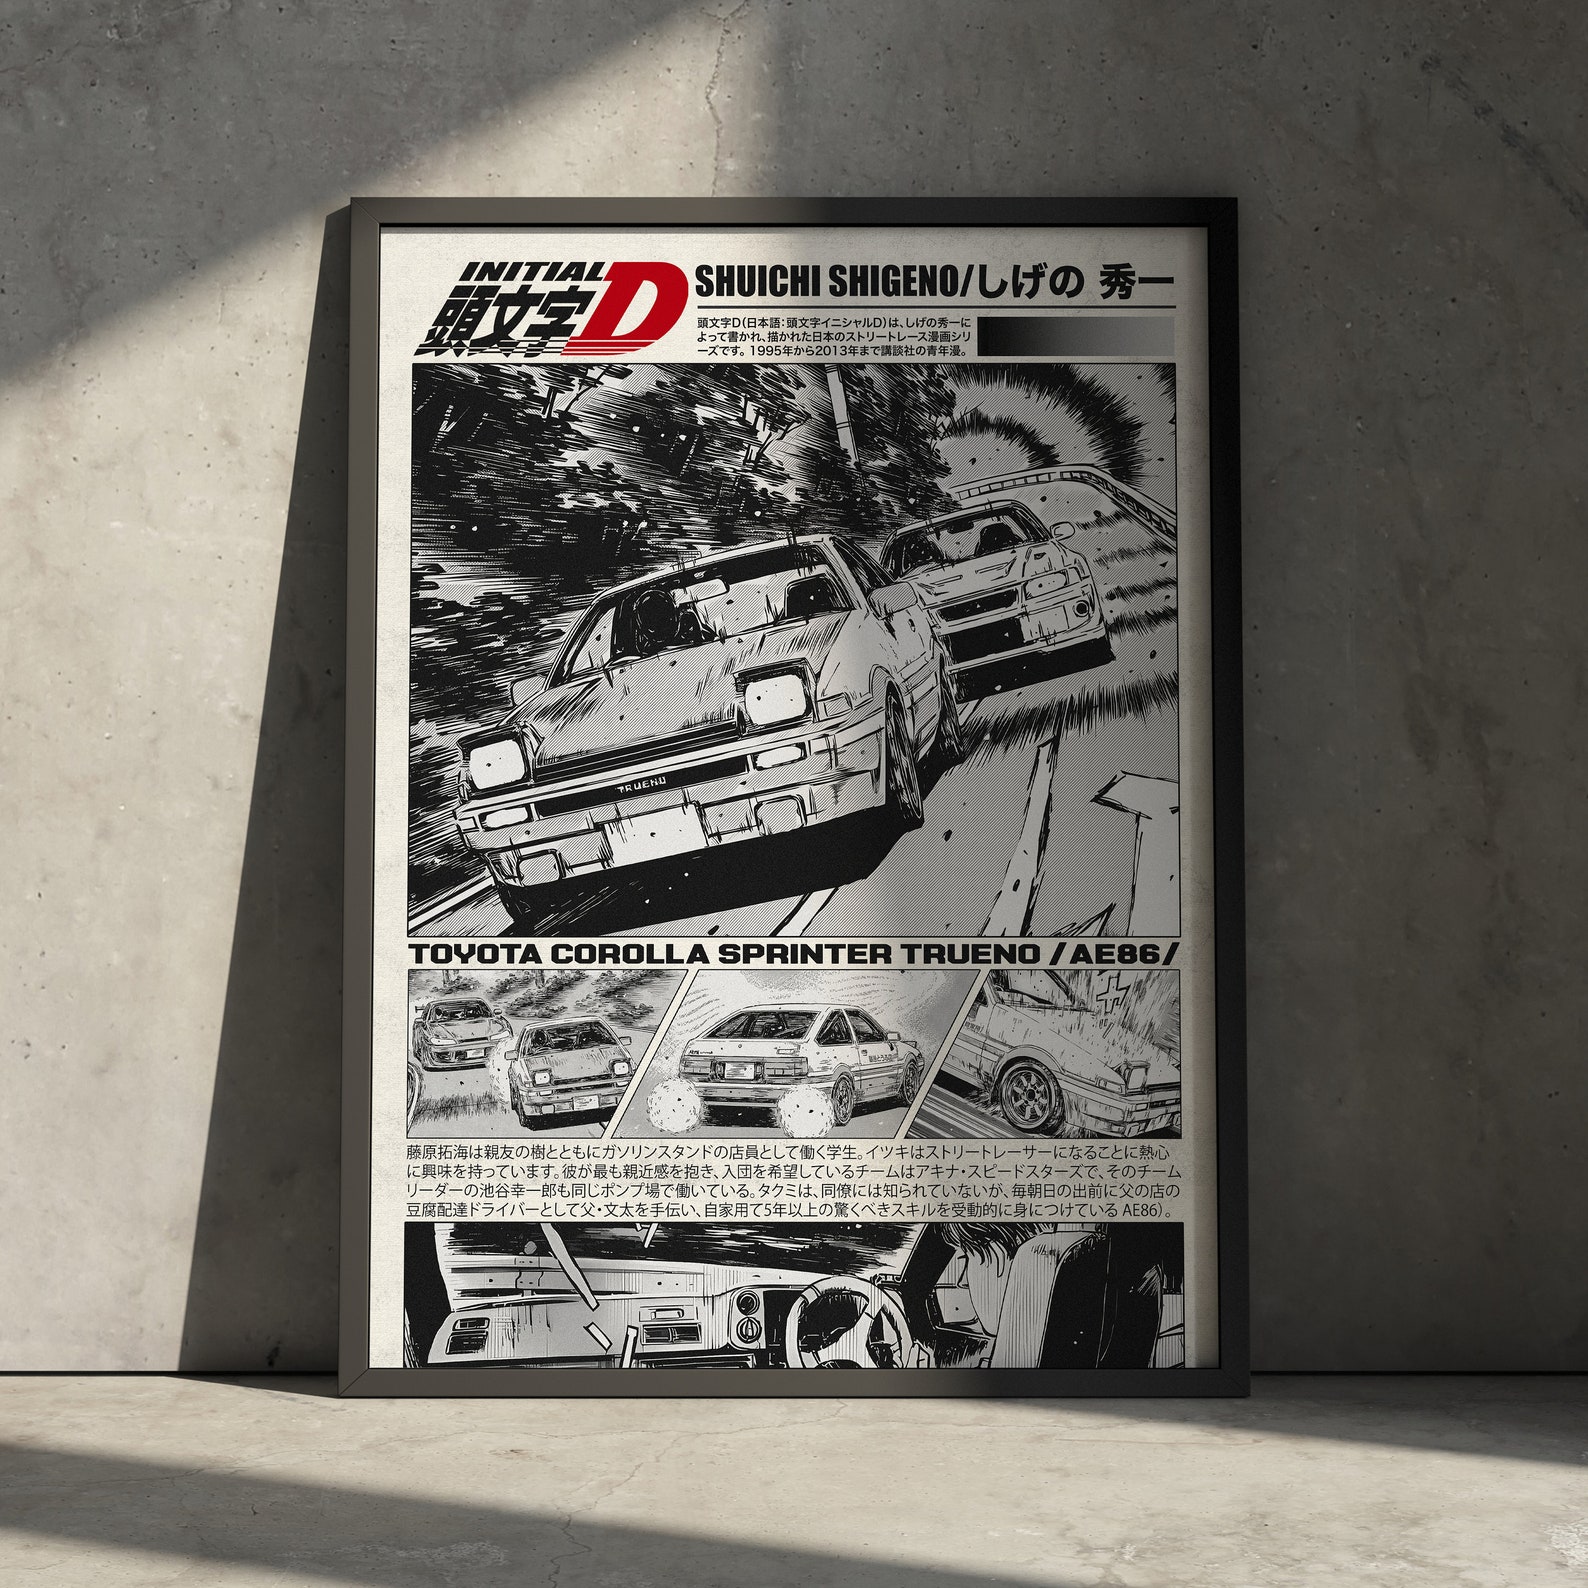 INITIAL D
頭文字
SHUICHI SHIGENO/しげの 秀一
頭文字D(日本語:頭文字イニシャルD)は、しげの秀一に
よって書かれ、描かれた日本のストリートレース漫画シリ
ーズです。1995年から2013年まで講談社の青年漫。
TRUENO
TOYOTA COROLLA SPRINTER TRUENO /AE86/
藤原拓海は親友の樹とともにガソリンスタンドの店員として働く学生。イツキはストリートレーサーになることに熱心
に興味を持っています。彼が最も親近感を抱き、入団を希望しているチームはアキナ・スピードスターズで、そのチーム
リーダーの池谷幸一郎も同じポンプ場で働いている。タクミは、同僚には知られていないが、毎朝日の出前に父の店の
豆腐配達ドライバーとして父・文太を手伝い、自家用て5年以上の驚くべきスキルを受動的に身につけている AE86)。